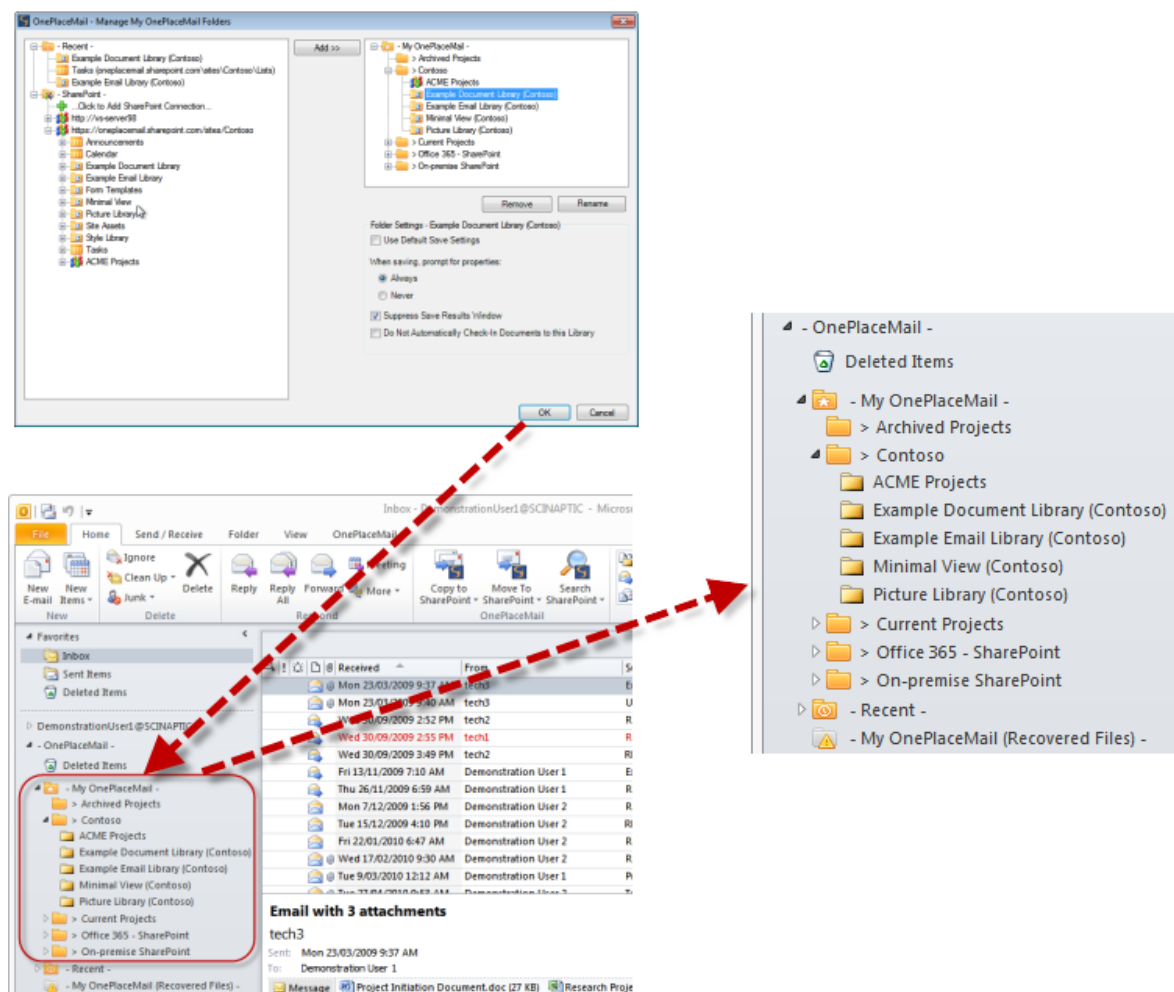 OnePlaceMail - Manage My OnePlaceMail Folders
- Recent -
Example Document Library (Contoso)
Tasks (oneplacemail.sharepoint.com\sites\Contoso\Lists)
Example Email Library (Contoso)
- SharePoint -
...Click to Add SharePoint Connection...
http://vs-server98
https://oneplacemail.sharepoint.com/sites/Contoso
Announcements
Calendar
Example Document Library
Example Email Library
Form Templates
Minimal View
Picture Library
Site Assets
Style Library
Tasks
ACME Projects
Add >>
- My OnePlaceMail -
> Archived Projects
> Contoso
ACME Projects
Example Document Library (Contoso)
Example Email Library (Contoso)
Minimal View (Contoso)
Picture Library (Contoso)
> Current Projects
> Office 365 - SharePoint
> On-premise SharePoint
Remove Rename
Folder Settings - Example Document Library (Contoso)
Use Default Save Settings
When saving, prompt for properties:
Always
Never
Suppress Save Results Window
Do Not Automatically Check-In Documents to this Library
OK Cancel
Inbox - DemonstrationUser1@SCINAPTIC - Micros
File Home Send / Receive Folder View OnePlaceMail
New E-mail
New Items
New
Ignore
Clean Up
Junk
Delete
Delete
Reply
Reply All
Forward
Meeting
More
Respond
Copy to SharePoint
Move To SharePoint
Search SharePoint
OnePlaceMail
Favorites
Inbox
Sent Items
Deleted Items
DemonstrationUser1@SCINAPTIC
- OnePlaceMail -
Deleted Items
- My OnePlaceMail -
> Archived Projects
> Contoso
ACME Projects
Example Document Library (Contoso)
Example Email Library (Contoso)
Minimal View (Contoso)
Picture Library (Contoso)
> Current Projects
> Office 365 - SharePoint
> On-premise SharePoint
- Recent -
- My OnePlaceMail (Recovered Files) -
Received From
Mon 23/03/2009 9:37 AM tech3
Mon 23/03/2009 9:40 AM tech3
Wed 30/09/2009 2:52 PM tech2
Wed 30/09/2009 2:55 PM tech1
Wed 30/09/2009 3:49 PM tech2
Fri 13/11/2009 7:10 AM Demonstration User 1
Thu 26/11/2009 6:59 AM Demonstration User 1
Mon 7/12/2009 1:56 PM Demonstration User 2
Tue 15/12/2009 4:10 PM Demonstration User 2
Fri 22/01/2010 6:47 AM Demonstration User 2
Wed 17/02/2010 9:30 AM Demonstration User 2
Tue 9/03/2010 12:12 AM Demonstration User 1
Email with 3 attachments
tech3
Sent: Mon 23/03/2009 9:37 AM
To: Demonstration User 1
Message Project Initiation Document.doc (27 KB) Research Proje
- OnePlaceMail -
Deleted Items
- My OnePlaceMail -
> Archived Projects
> Contoso
ACME Projects
Example Document Library (Contoso)
Example Email Library (Contoso)
Minimal View (Contoso)
Picture Library (Contoso)
> Current Projects
> Office 365 - SharePoint
> On-premise SharePoint
- Recent -
- My OnePlaceMail (Recovered Files) -